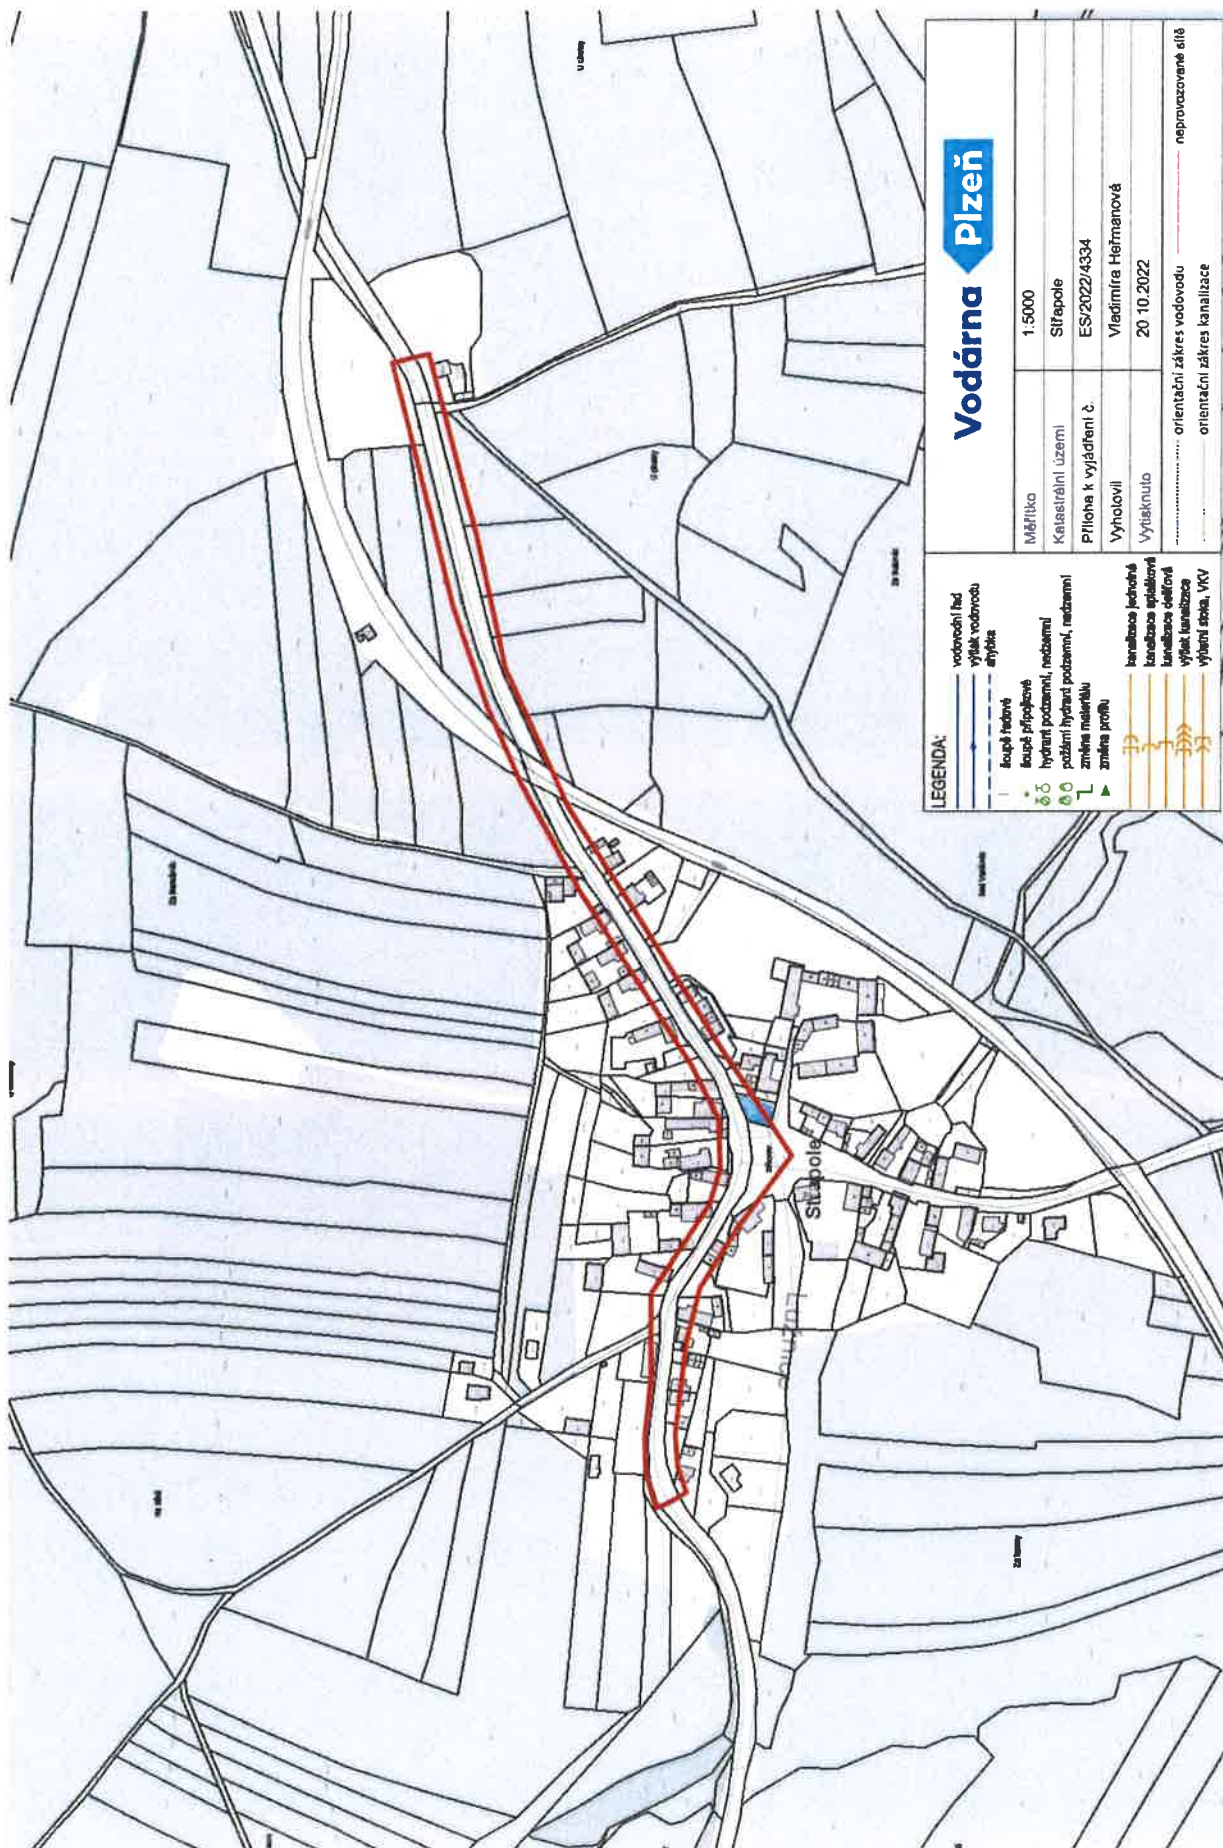 Vodárna Plzeň
Měřítko 1:5000
Katastrální území Střapole
Příloha k vyjádření č. ES/2022/4334
Vyhotovil Vladimíra Heřmanová
Vytisknuto 20.10.2022
orientační zákres vodovodu
neprovozované sítě
orientační zákres kanalizace
LEGENDA:
vodovodní řad
výtlak vodovodu
shybka
šoupě řadové
šoupě přípojkové
hydrant podzemní, nadzemní
požární hydrant podzemní, nadzemní
změna materiálu
změna profilu
kanalizace jednotná
kanalizace splašková
kanalizace dešťová
výtlak kanalizace
výústní stoka, VKV
Střapole